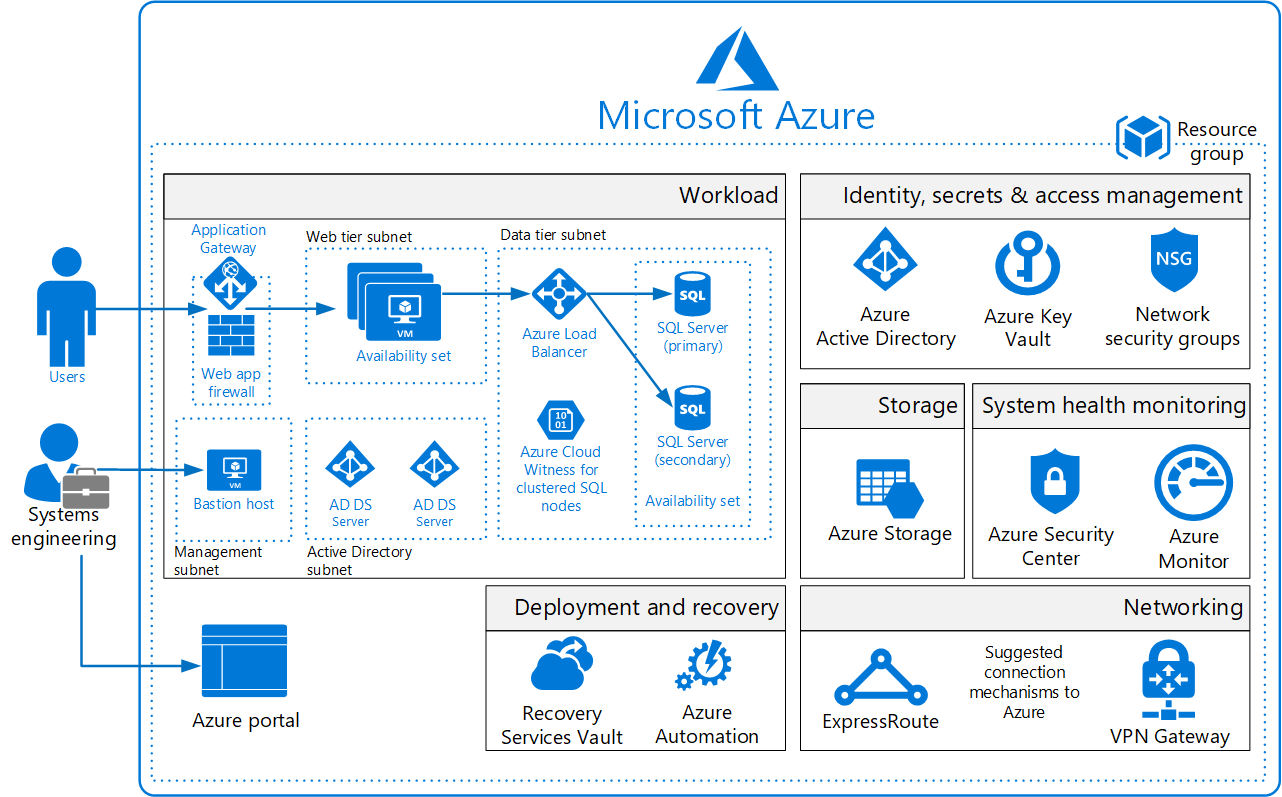 Microsoft Azure
Resource
group
Workload
Identity, secrets & access management
Application
Gateway
Web tier subnet
Data tier subnet
NSG
VM
SQL
SQL Server
(primary)
Azure Load
Balancer
Availability set
Azure
Active Directory
Azure Key
Vault
Network
security groups
Users
Web app
firewall
SQL
SQL Server
(secondary)
10
01
Azure Cloud
Witness for
clustered SQL
nodes
Availability set
VM
Bastion host
AD DS
Server
AD DS
Server
Management
subnet
Active Directory
subnet
Systems
engineering
Storage
System health monitoring
Azure Storage
Azure Security
Center
Azure
Monitor
Azure portal
Deployment and recovery
Recovery
Services Vault
Azure
Automation
Networking
ExpressRoute
Suggested
connection
mechanisms to
Azure
VPN Gateway